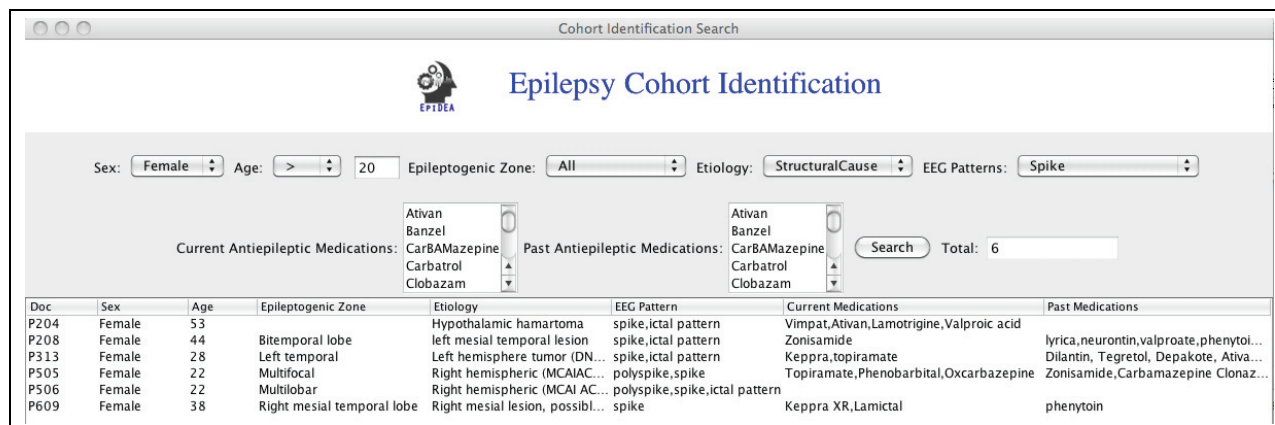 Cohort Identification Search
EPIDEA
Epilepsy Cohort Identification
Sex: Female Age: > 20 Epileptogenic Zone: All Etiology: StructuralCause EEG Patterns: Spike
Current Antiepileptic Medications: Ativan Banzel CarBAMazepine Carbatrol Clobazam Past Antiepileptic Medications: Ativan Banzel CarBAMazepine Carbatrol Clobazam Search Total: 6
Doc Sex Age Epileptogenic Zone Etiology EEG Pattern Current Medications Past Medications
P204 Female 53 Hypothalamic hamartoma spike,ictal pattern Vimpat,Ativan,Lamotrigine,Valproic acid
P208 Female 44 Bitemporal lobe left mesial temporal lesion spike,ictal pattern Zonisamide lyrica,neurontin,valproate,phenytoi...
P313 Female 28 Left temporal Left hemisphere tumor (DN... spike,ictal pattern Keppra,topiramate Dilantin, Tegretol, Depakote, Ativa...
P505 Female 22 Multifocal Right hemispheric (MCAIAC... polyspike,spike Topiramate,Phenobarbital,Oxcarbazepine Zonisamide,Carbamazepine Clonaz...
P506 Female 22 Multilobar Right hemispheric (MCAI AC... polyspike,spike,ictal pattern
P609 Female 38 Right mesial temporal lobe Right mesial lesion, possibl... spike Keppra XR,Lamictal phenytoin